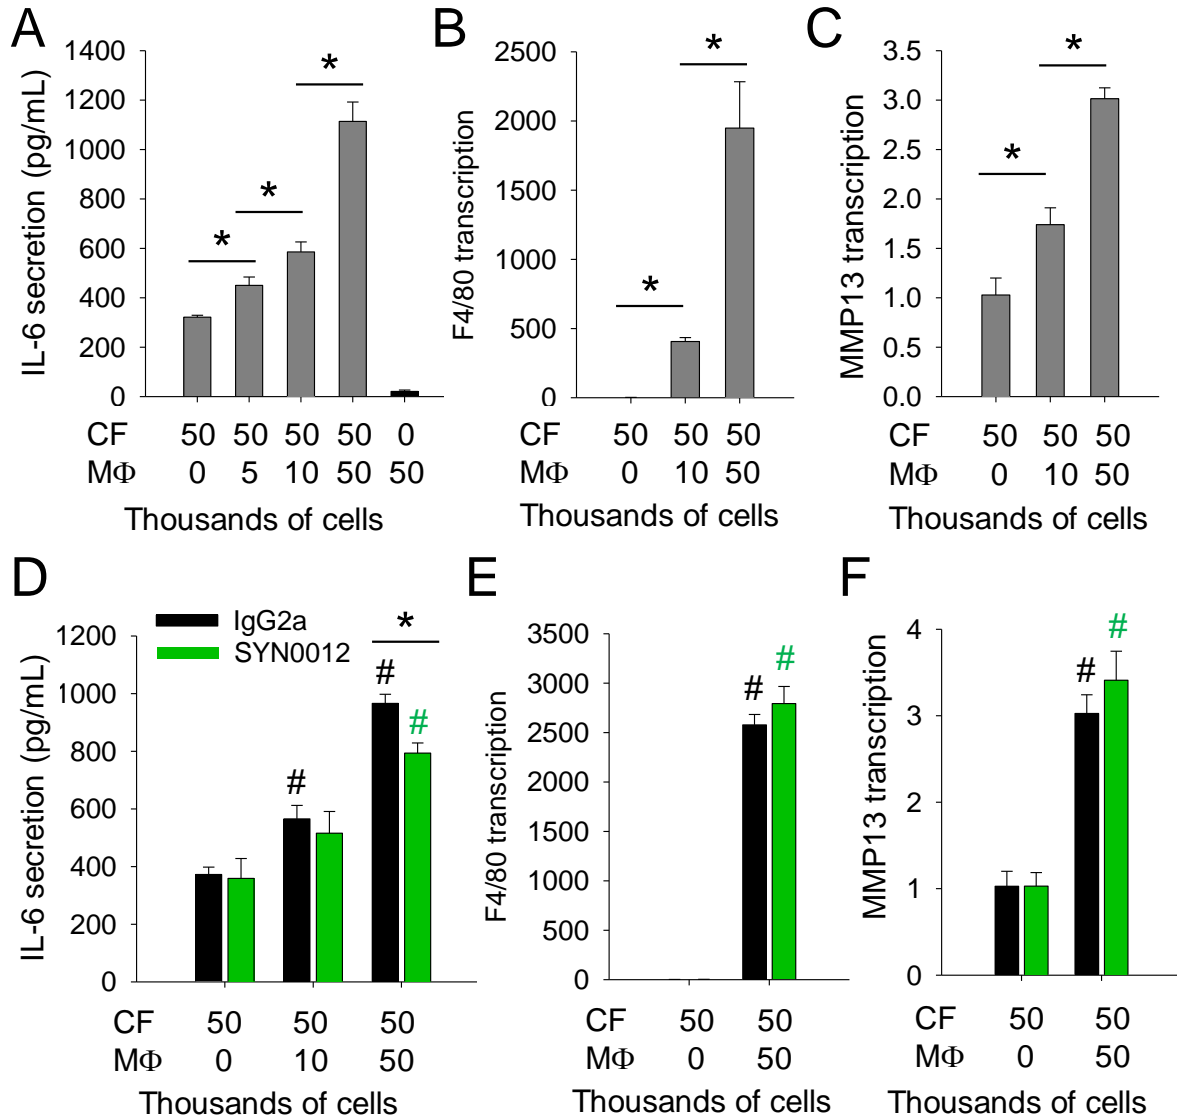 A
IL-6 secretion (pg/mL)
1400
1200
1000
800
600
400
200
0
* * *
CF 50 50 50 50 0
MΦ 0 5 10 50 50
Thousands of cells
B
F4/80 transcription
2500
2000
1500
1000
500
0
* *
CF 50 50 50
MΦ 0 10 50
Thousands of cells
C
MMP13 transcription
3.5
3.0
2.5
2.0
1.5
1.0
0.5
0.0
* *
CF 50 50 50
MΦ 0 10 50
Thousands of cells
D
IgG2a
SYN0012
IL-6 secretion (pg/mL)
1200
1000
800
600
400
200
0
# # # *
CF 50 50 50
MΦ 0 10 50
Thousands of cells
E
F4/80 transcription
3500
3000
2500
2000
1500
1000
500
0
# #
CF 50 50
MΦ 0 50
Thousands of cells
F
MMP13 transcription
4
3
2
1
0
# #
CF 50 50
MΦ 0 50
Thousands of cells